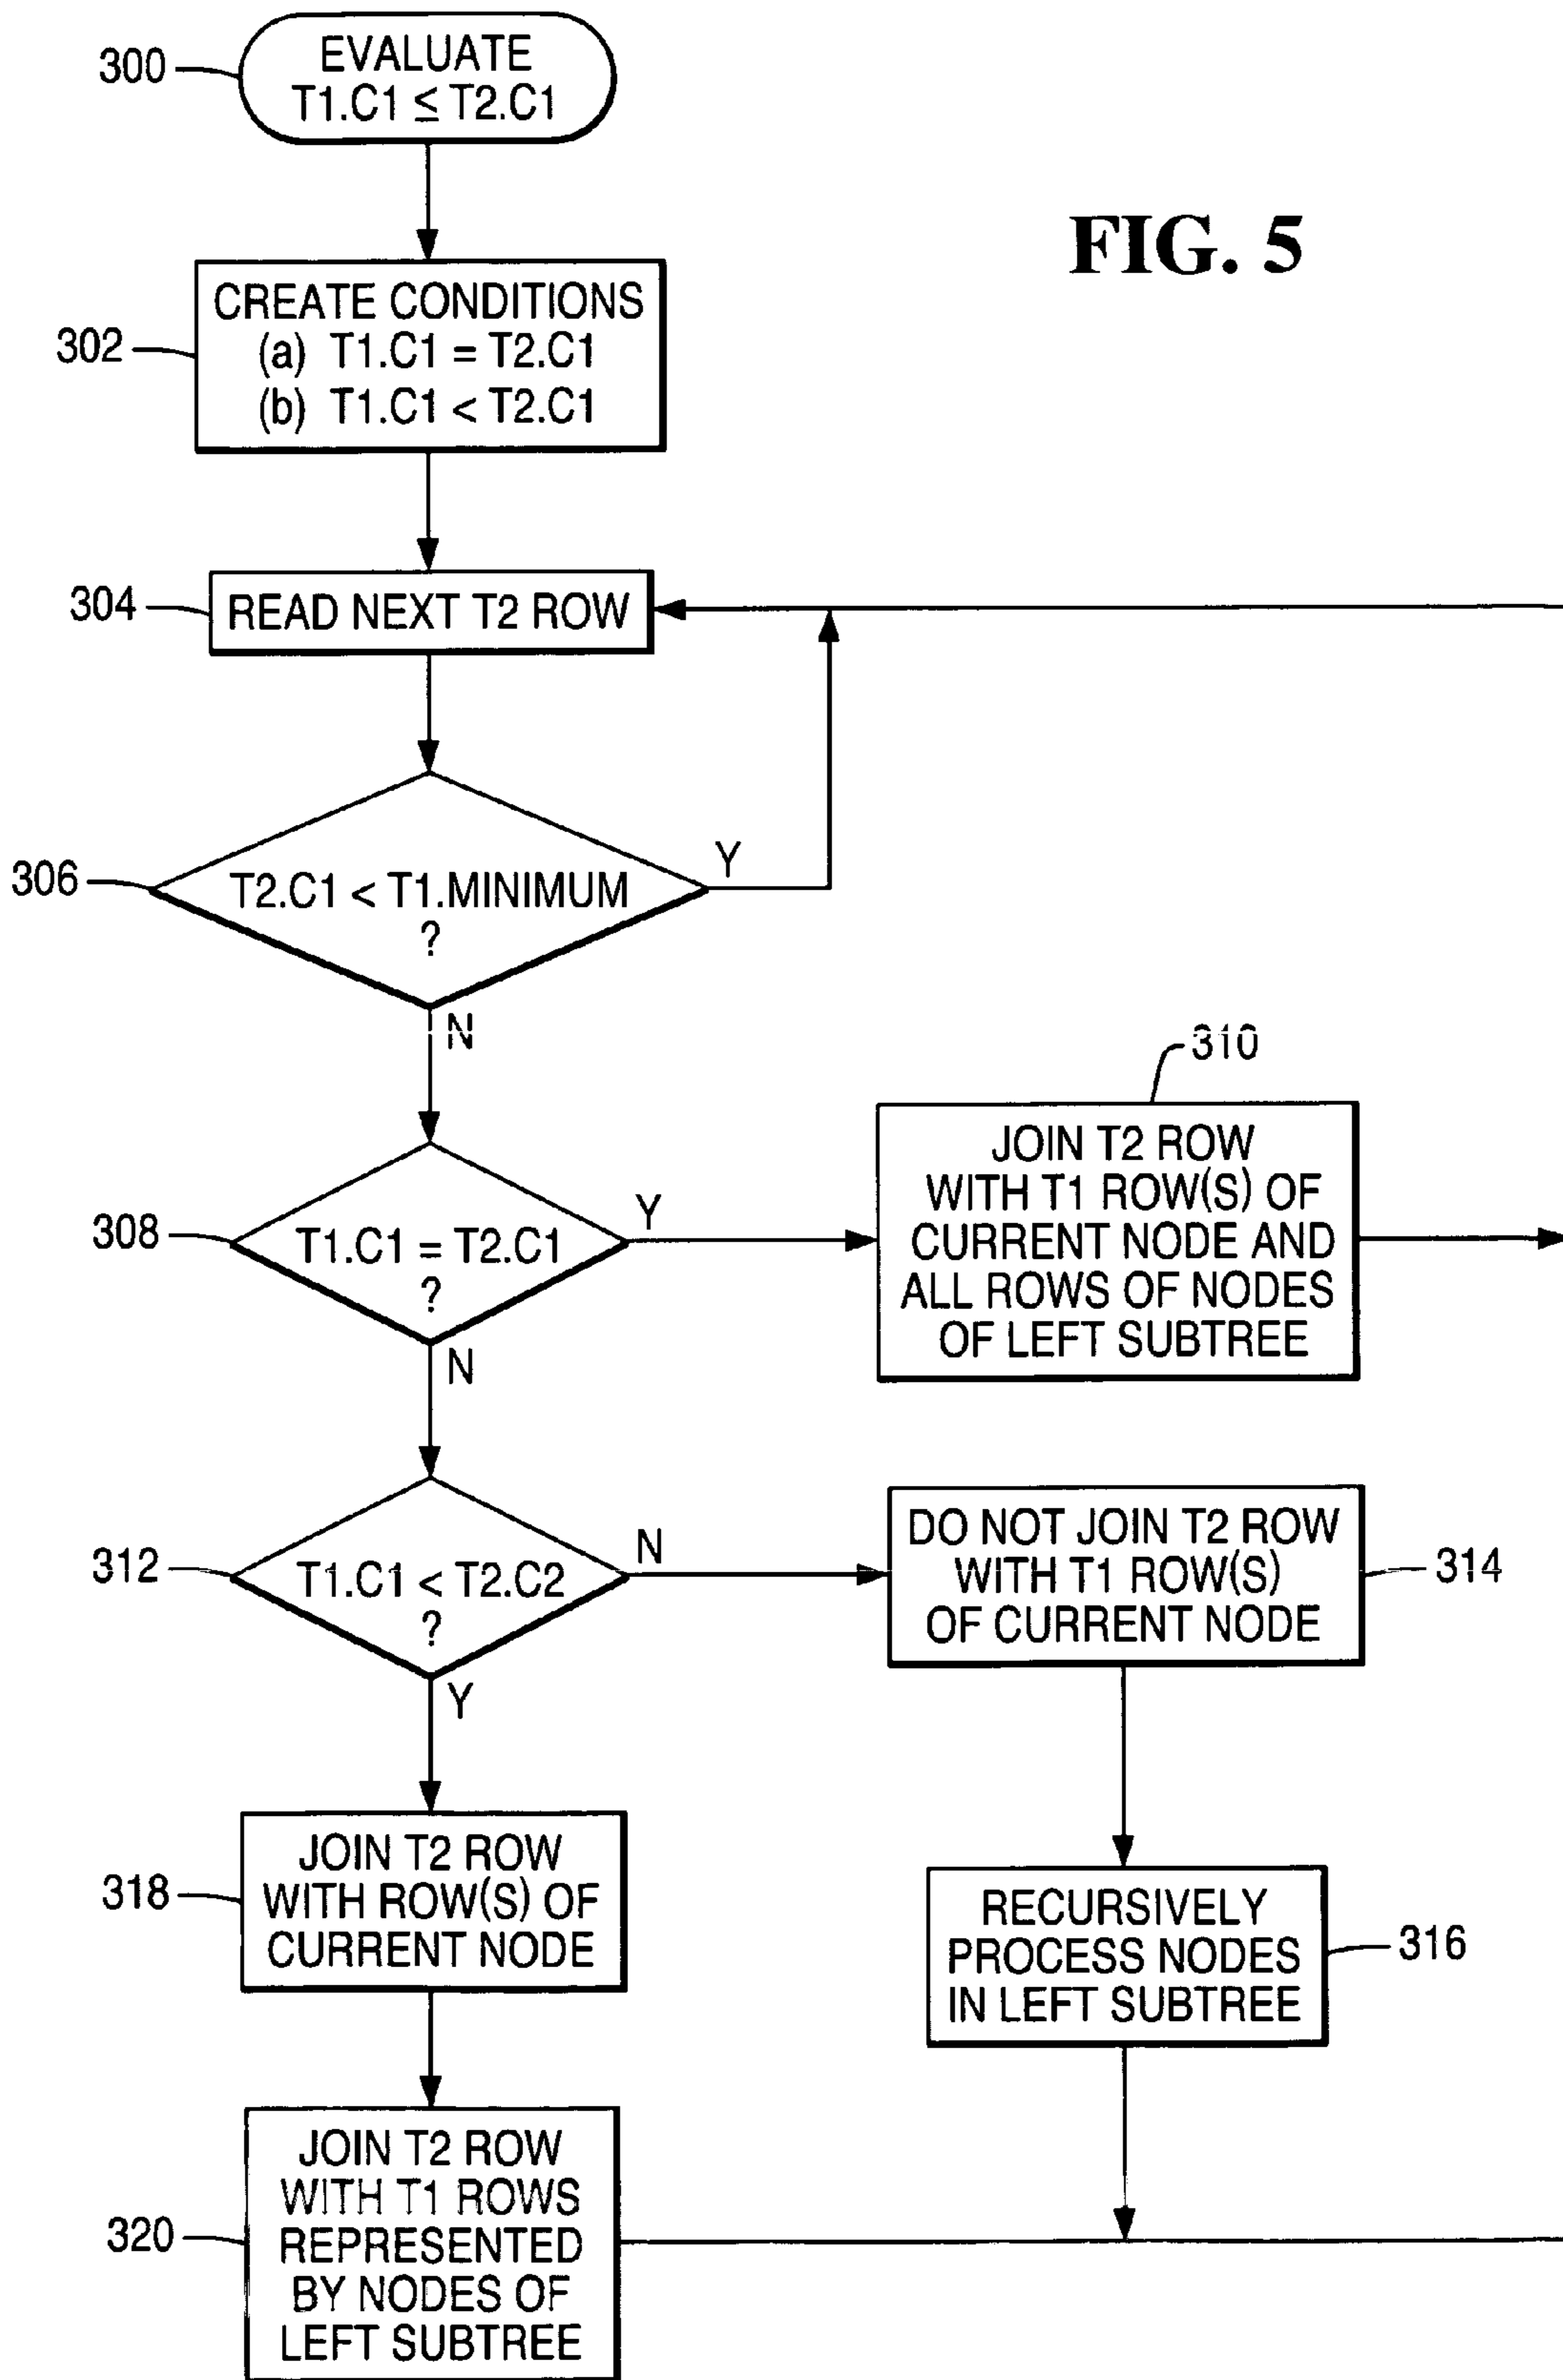 300
EVALUATE
T1.C1 ≤ T2.C1
FIG. 5
302
CREATE CONDITIONS
(a) T1.C1 = T2.C1
(b) T1.C1 < T2.C1
304
READ NEXT T2 ROW
306
T2.C1 < T1.MINIMUM
?
Y
N
308
T1.C1 = T2.C1
?
Y
N
310
JOIN T2 ROW
WITH T1 ROW(S) OF
CURRENT NODE AND
ALL ROWS OF NODES
OF LEFT SUBTREE
312
T1.C1 < T2.C2
?
N
Y
DO NOT JOIN T2 ROW
WITH T1 ROW(S)
OF CURRENT NODE
314
318
JOIN T2 ROW
WITH ROW(S) OF
CURRENT NODE
RECURSIVELY
PROCESS NODES
IN LEFT SUBTREE
316
320
JOIN T2 ROW
WITH T1 ROWS
REPRESENTED
BY NODES OF
LEFT SUBTREE